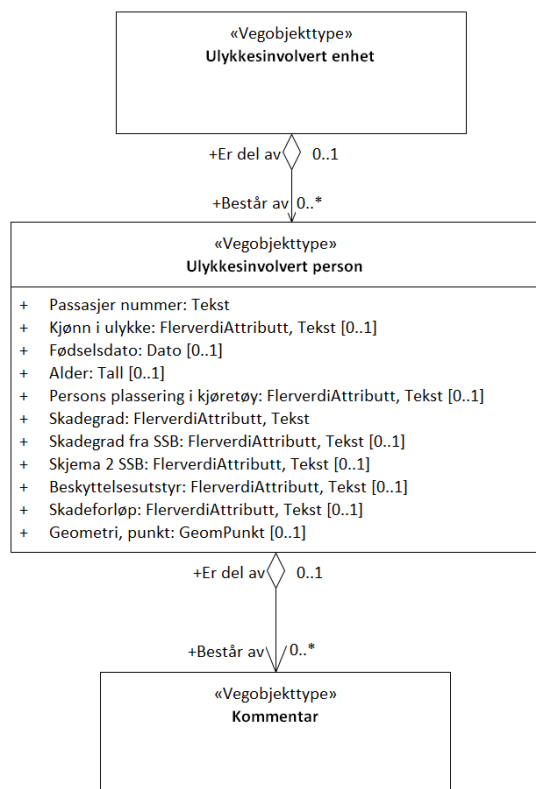 «Vegobjekttype»
Ulykkesinvolvert enhet
+Er del av 0..1
+Består av 0..*
«Vegobjekttype»
Ulykkesinvolvert person
+ Passasjer nummer: Tekst
+ Kjønn i ulykke: FlerverdiAttributt, Tekst [0..1]
+ Fødselsdato: Dato [0..1]
+ Alder: Tall [0..1]
+ Persons plassering i kjøretøy: FlerverdiAttributt, Tekst [0..1]
+ Skadegrad: FlerverdiAttributt, Tekst
+ Skadegrad fra SSB: FlerverdiAttributt, Tekst [0..1]
+ Skjema 2 SSB: FlerverdiAttributt, Tekst [0..1]
+ Beskyttelsesutstyr: FlerverdiAttributt, Tekst [0..1]
+ Skadeforløp: FlerverdiAttributt, Tekst [0..1]
+ Geometri, punkt: GeomPunkt [0..1]
+Er del av 0..1
+Består av 0..*
«Vegobjekttype»
Kommentar